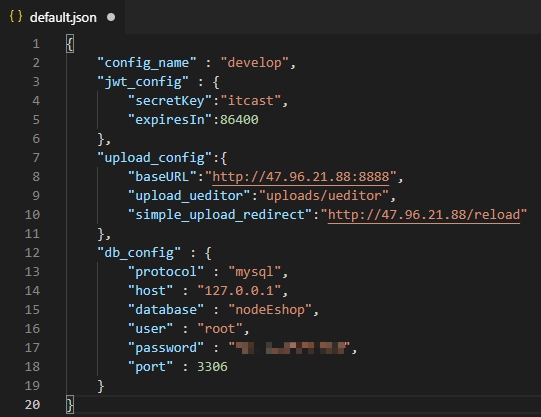 { } default.json
1 {
2 "config_name" : "develop",
3 "jwt_config" : {
4 "secretKey":"itcast",
5 "expiresIn":86400
6 },
7 "upload_config":{
8 "baseURL":"http://47.96.21.88:8888",
9 "upload_ueditor":"uploads/ueditor",
10 "simple_upload_redirect":"http://47.96.21.88/reload"
11 },
12 "db_config" : {
13 "protocol" : "mysql",
14 "host" : "127.0.0.1",
15 "database" : "nodeEshop",
16 "user" : "root",
17 "password" : "",
18 "port" : 3306
19 }
20 }